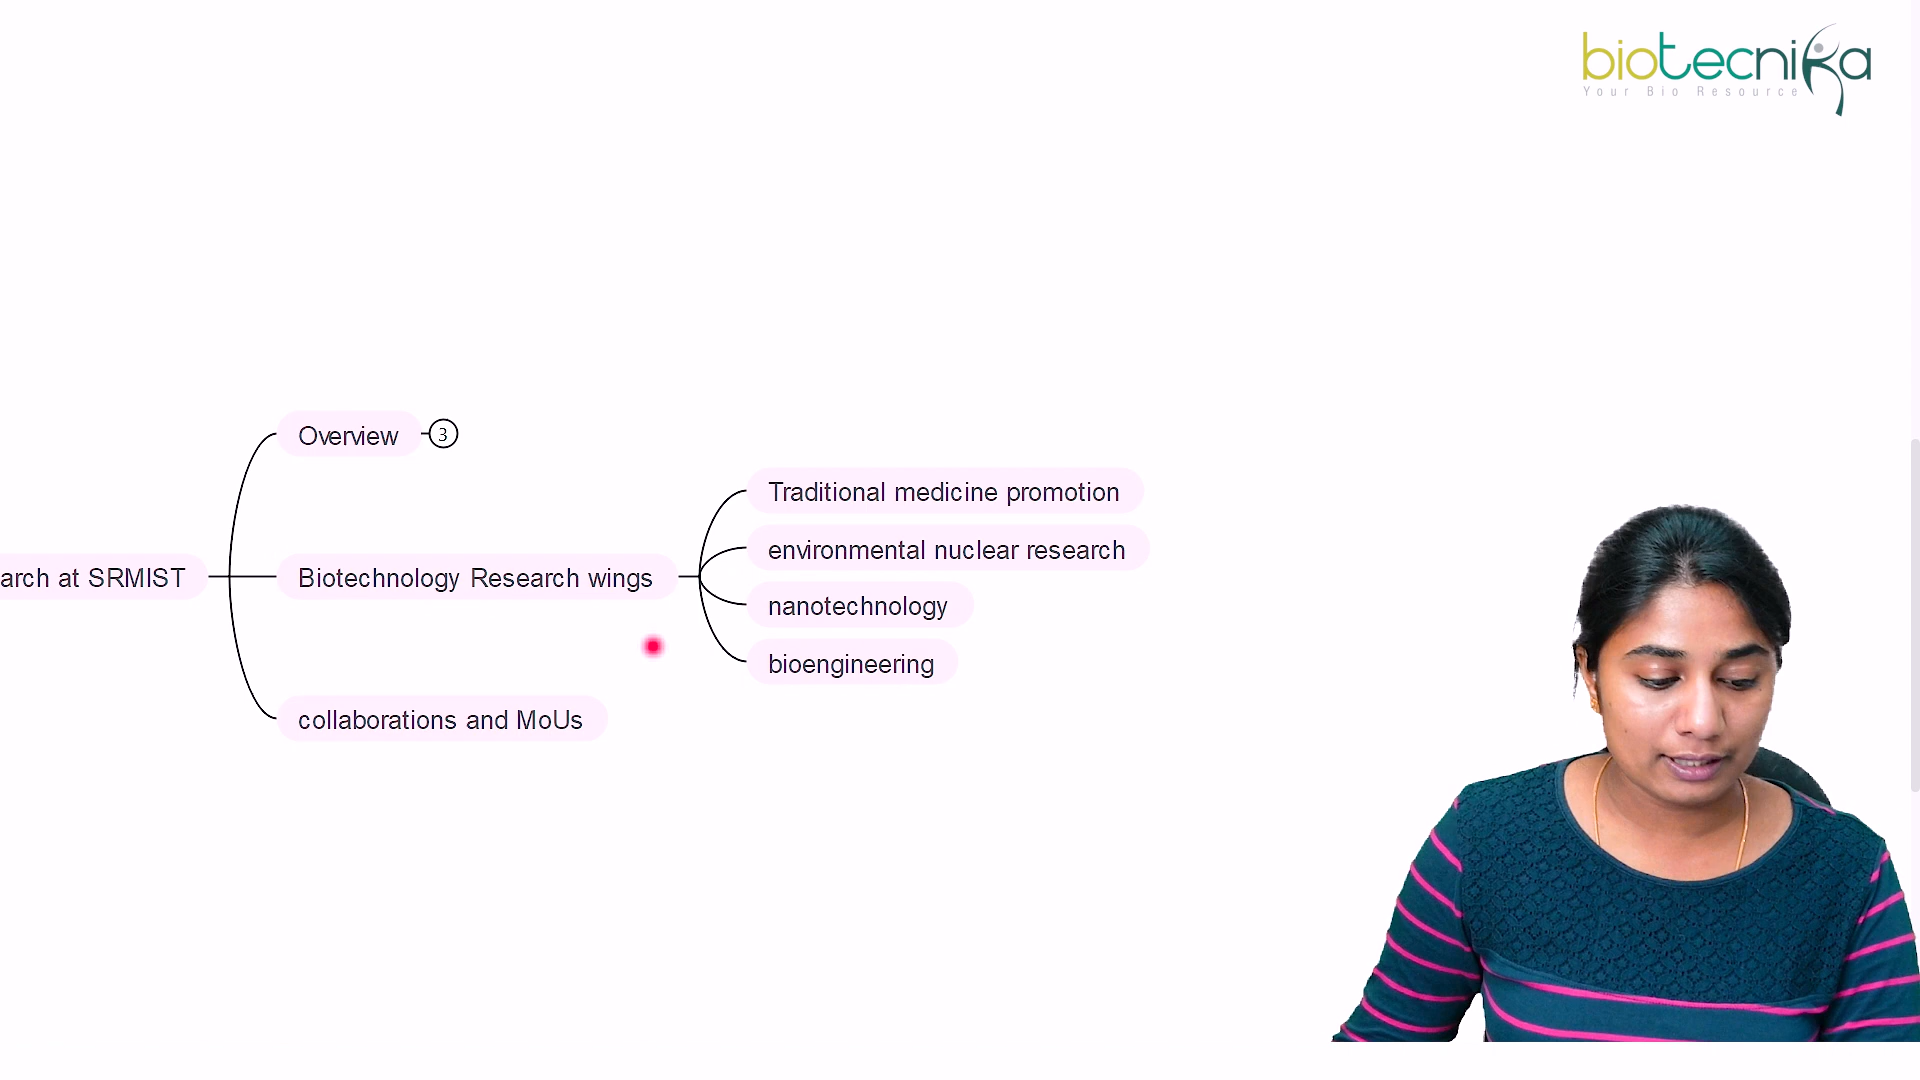 biotecnika
Your Bio Resource
Overview
3
Traditional medicine promotion
environmental nuclear research
arch at SRMIST
Biotechnology Research wings
nanotechnology
bioengineering
collaborations and MoUs